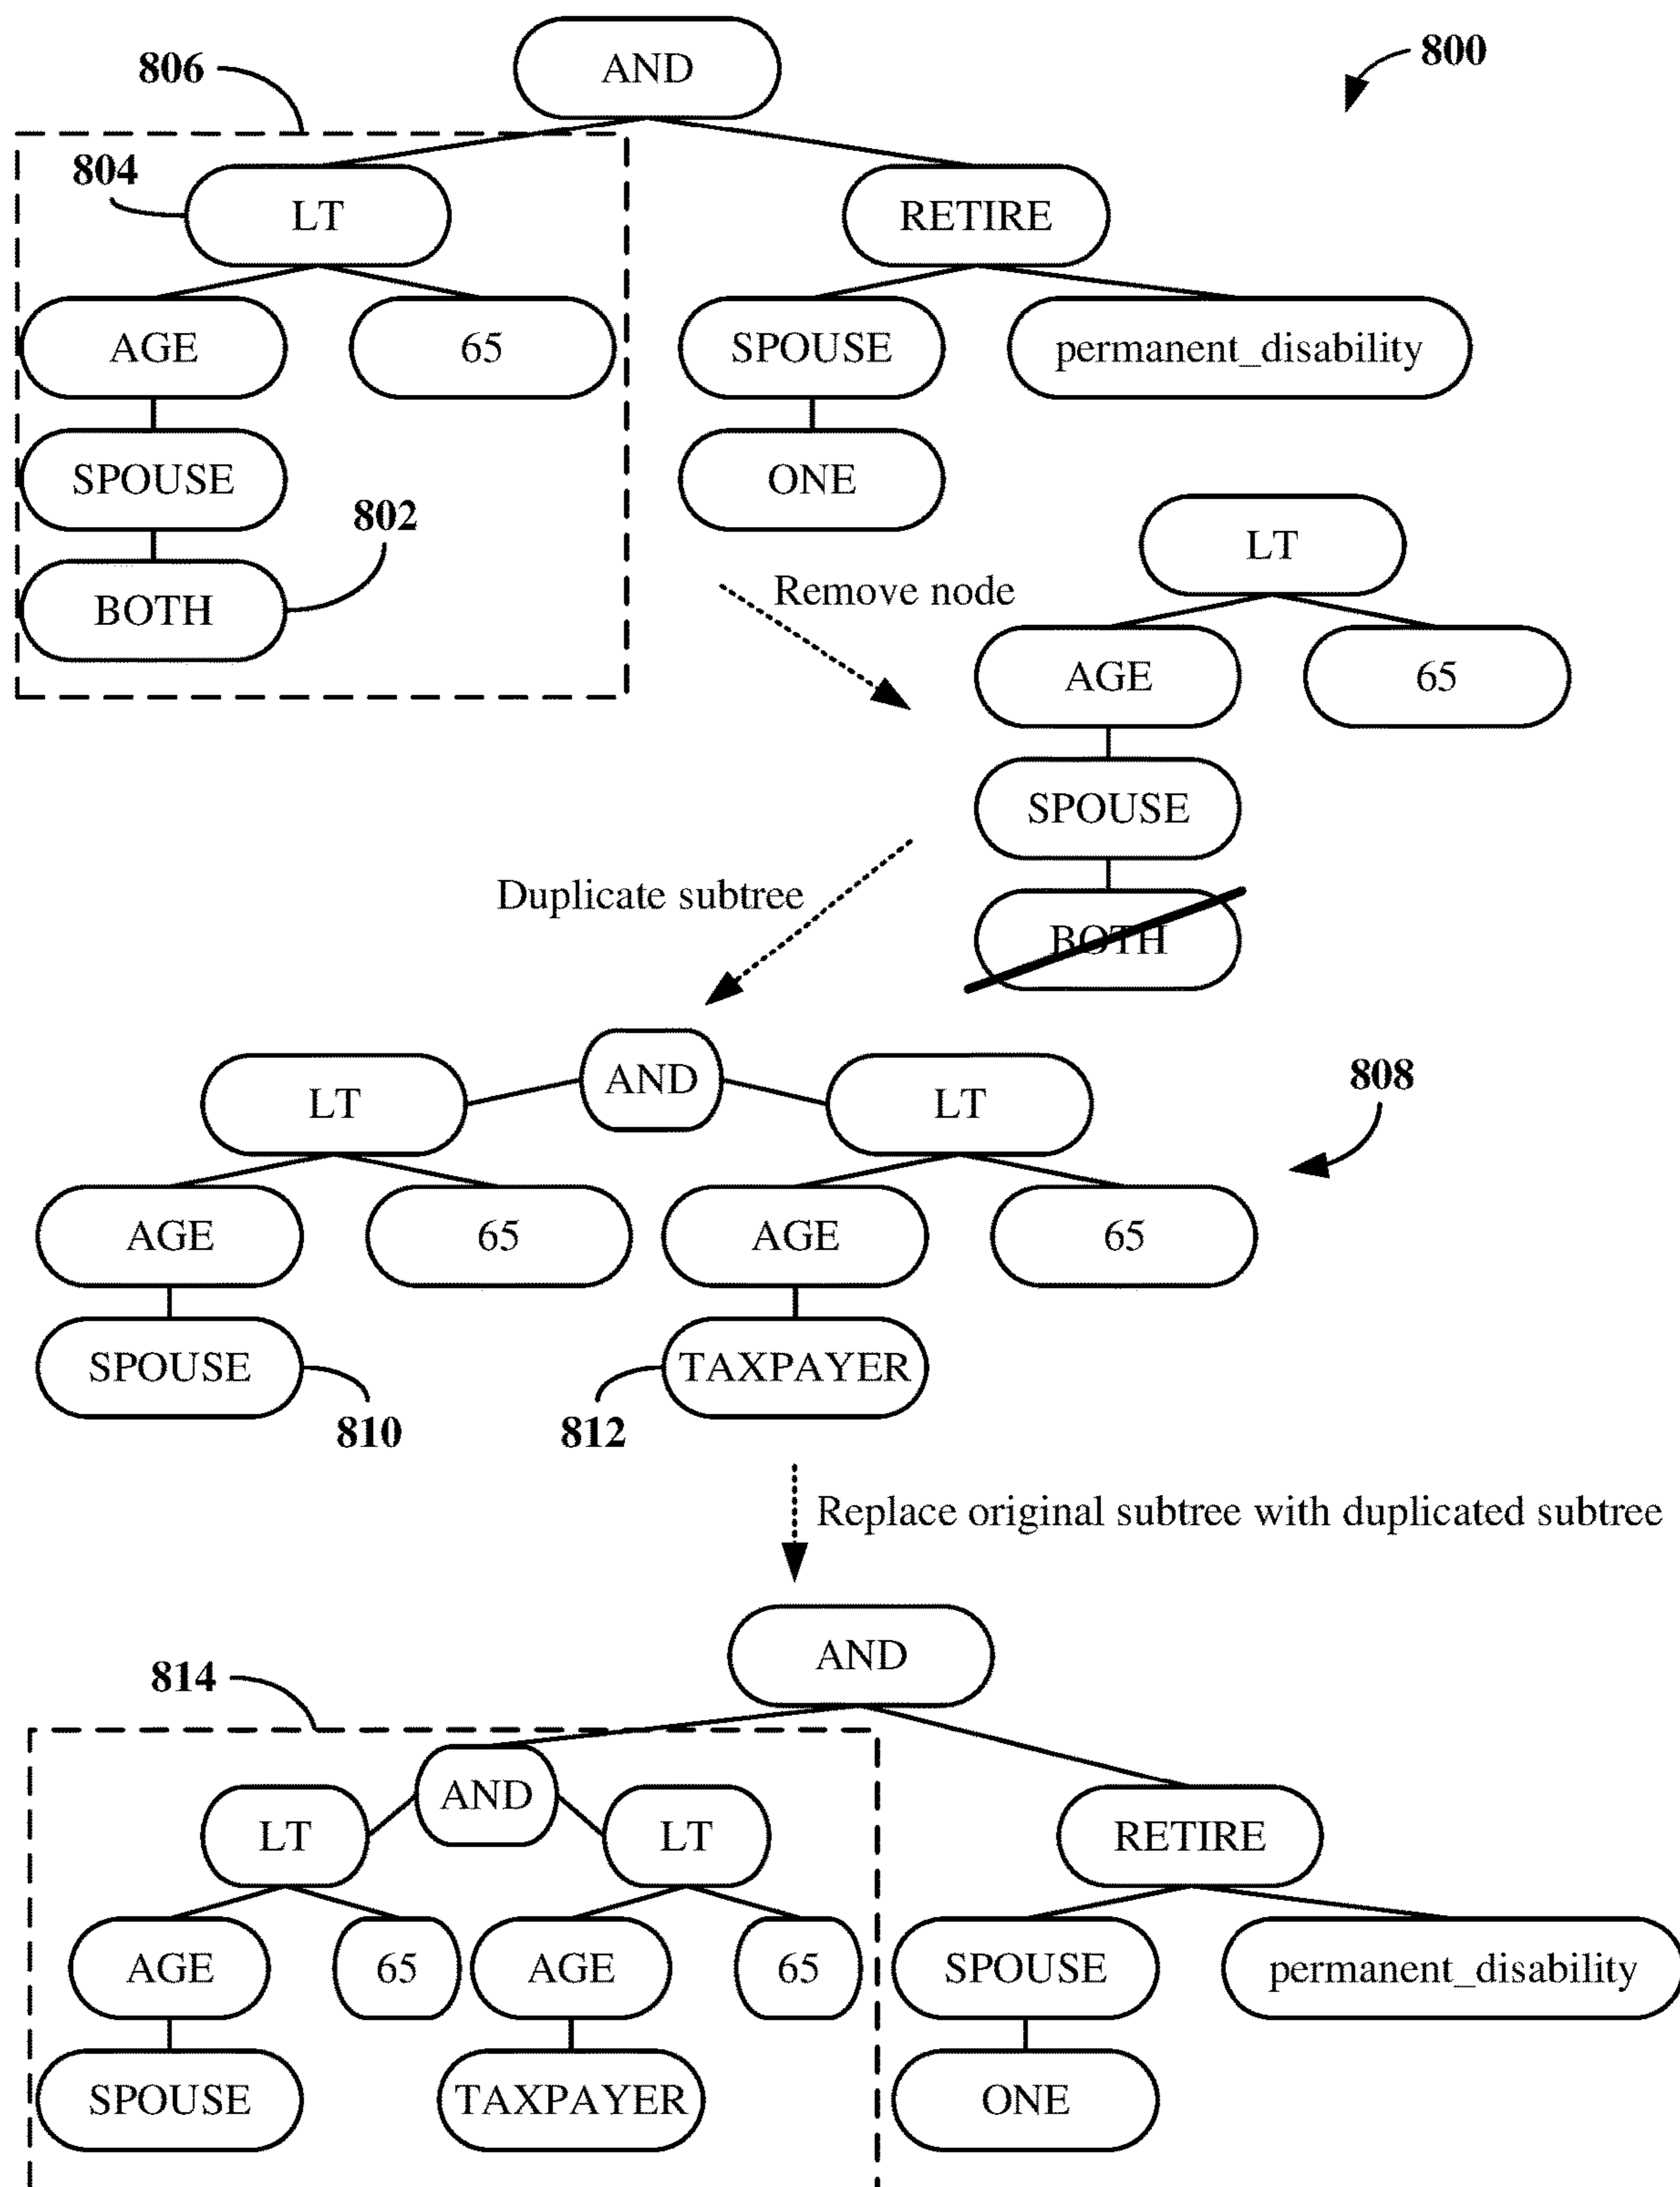 AND
800
806
804
LT
RETIRE
AGE
65
SPOUSE
permanent_disability
SPOUSE
ONE
802
BOTH
LT
Remove node
AGE
65
SPOUSE
Duplicate subtree
BOTH
AND
LT
LT
808
AGE
65
AGE
65
SPOUSE
TAXPAYER
810
812
Replace original subtree with duplicated subtree
AND
814
AND
LT
LT
RETIRE
AGE
65
AGE
65
SPOUSE
permanent_disability
SPOUSE
TAXPAYER
ONE